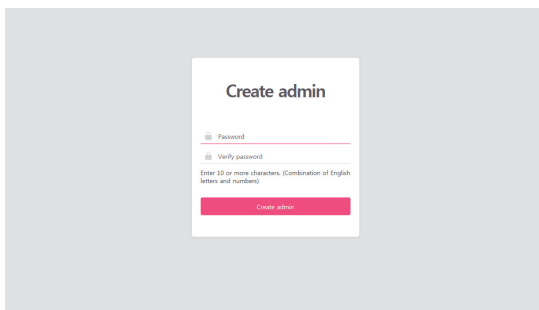 Create admin
Password
Verify password
Enter 10 or more characters. (Combination of English
letters and numbers)
Create admin